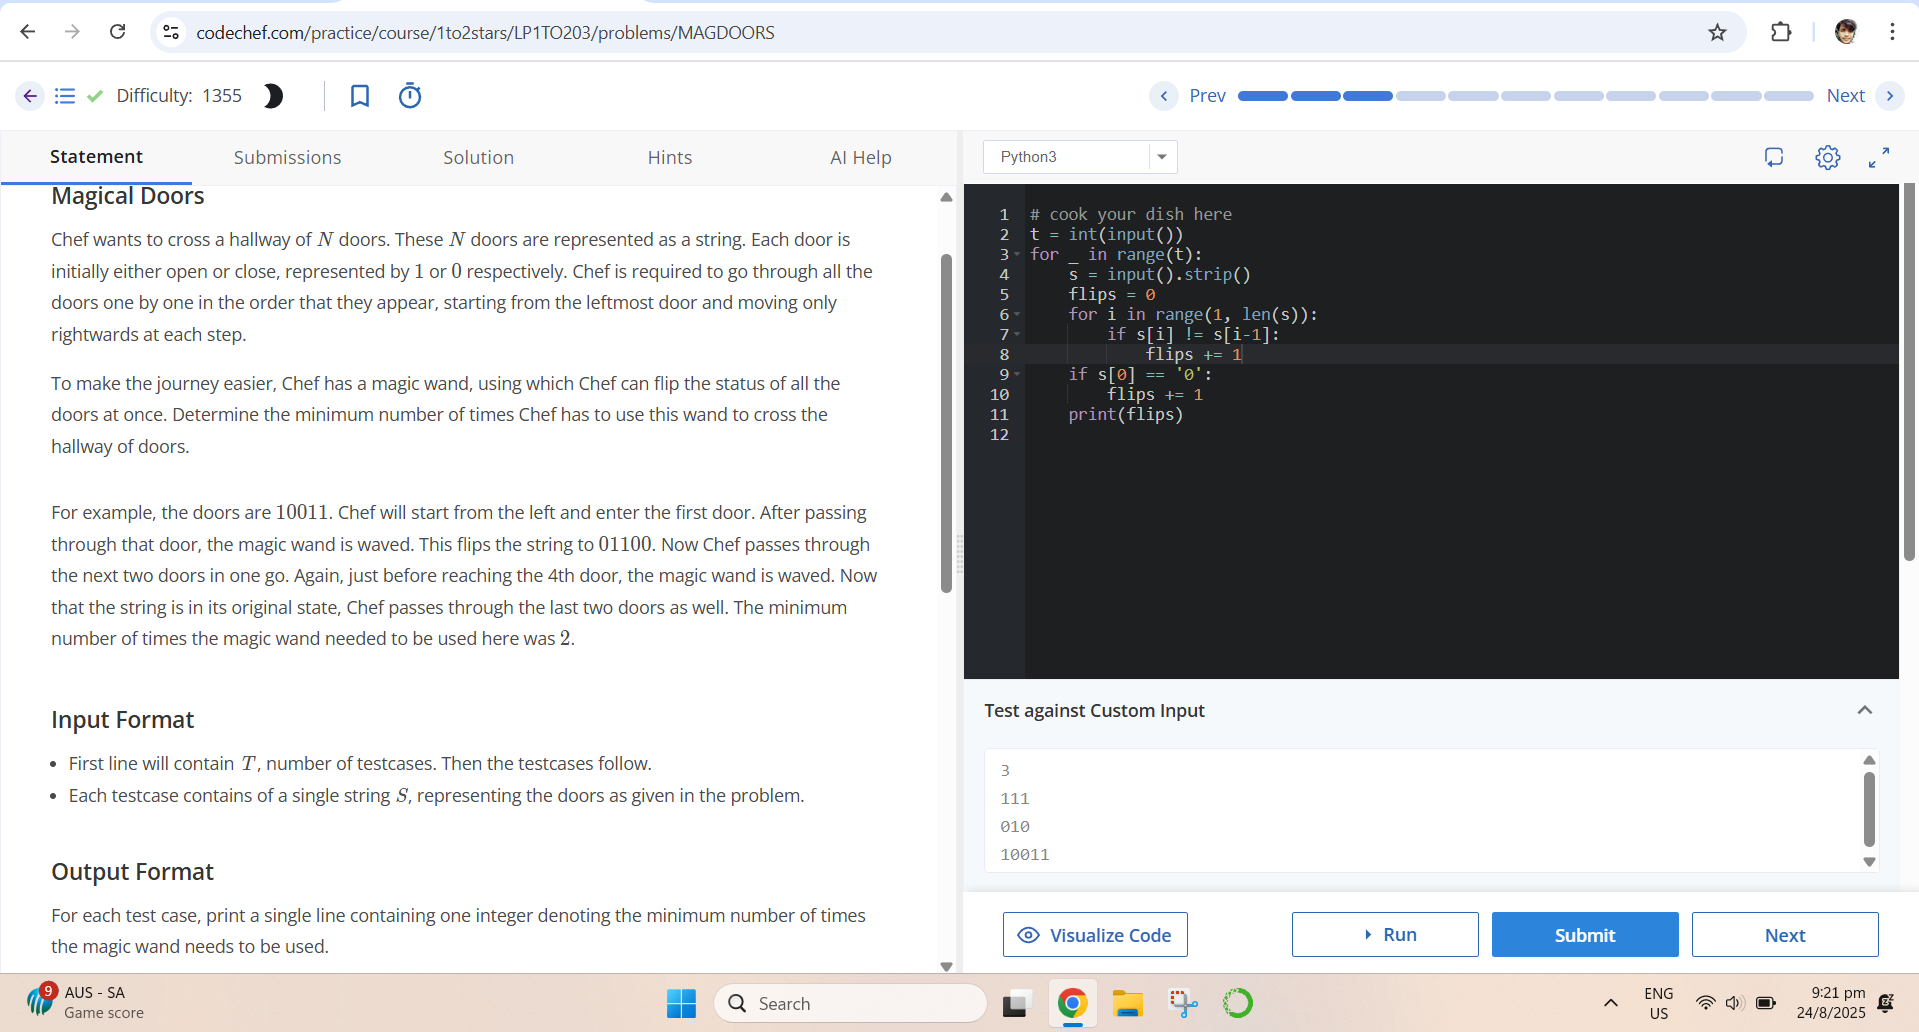 codechef.com/practice/course/1to2stars/LP1TO203/problems/MAGDOORS
Difficulty: 1355
Prev
Next
Statement
Submissions
Solution
Hints
AI Help
Magical Doors
Chef wants to cross a hallway of N doors. These N doors are represented as a string. Each door is
initially either open or close, represented by 1 or 0 respectively. Chef is required to go through all the
doors one by one in the order that they appear, starting from the leftmost door and moving only
rightwards at each step.
To make the journey easier, Chef has a magic wand, using which Chef can flip the status of all the
doors at once. Determine the minimum number of times Chef has to use this wand to cross the
hallway of doors.
For example, the doors are 10011. Chef will start from the left and enter the first door. After passing
through that door, the magic wand is waved. This flips the string to 01100. Now Chef passes through
the next two doors in one go. Again, just before reaching the 4th door, the magic wand is waved. Now
that the string is in its original state, Chef passes through the last two doors as well. The minimum
number of times the magic wand needed to be used here was 2.
Input Format
• First line will contain T, number of testcases. Then the testcases follow.
• Each testcase contains of a single string S, representing the doors as given in the problem.
Output Format
For each test case, print a single line containing one integer denoting the minimum number of times
the magic wand needs to be used.
Python3
1 # cook your dish here
2 t = int(input())
3 for _ in range(t):
4     s = input().strip()
5     flips = 0
6     for i in range(1, len(s)):
7         if s[i] != s[i-1]:
8             flips += 1
9     if s[0] == '0':
10         flips += 1
11     print(flips)
12
Test against Custom Input
3
111
010
10011
Visualize Code
Run
Submit
Next
9
AUS - SA
Game score
Search
ENG
US
9:21 pm
24/8/2025